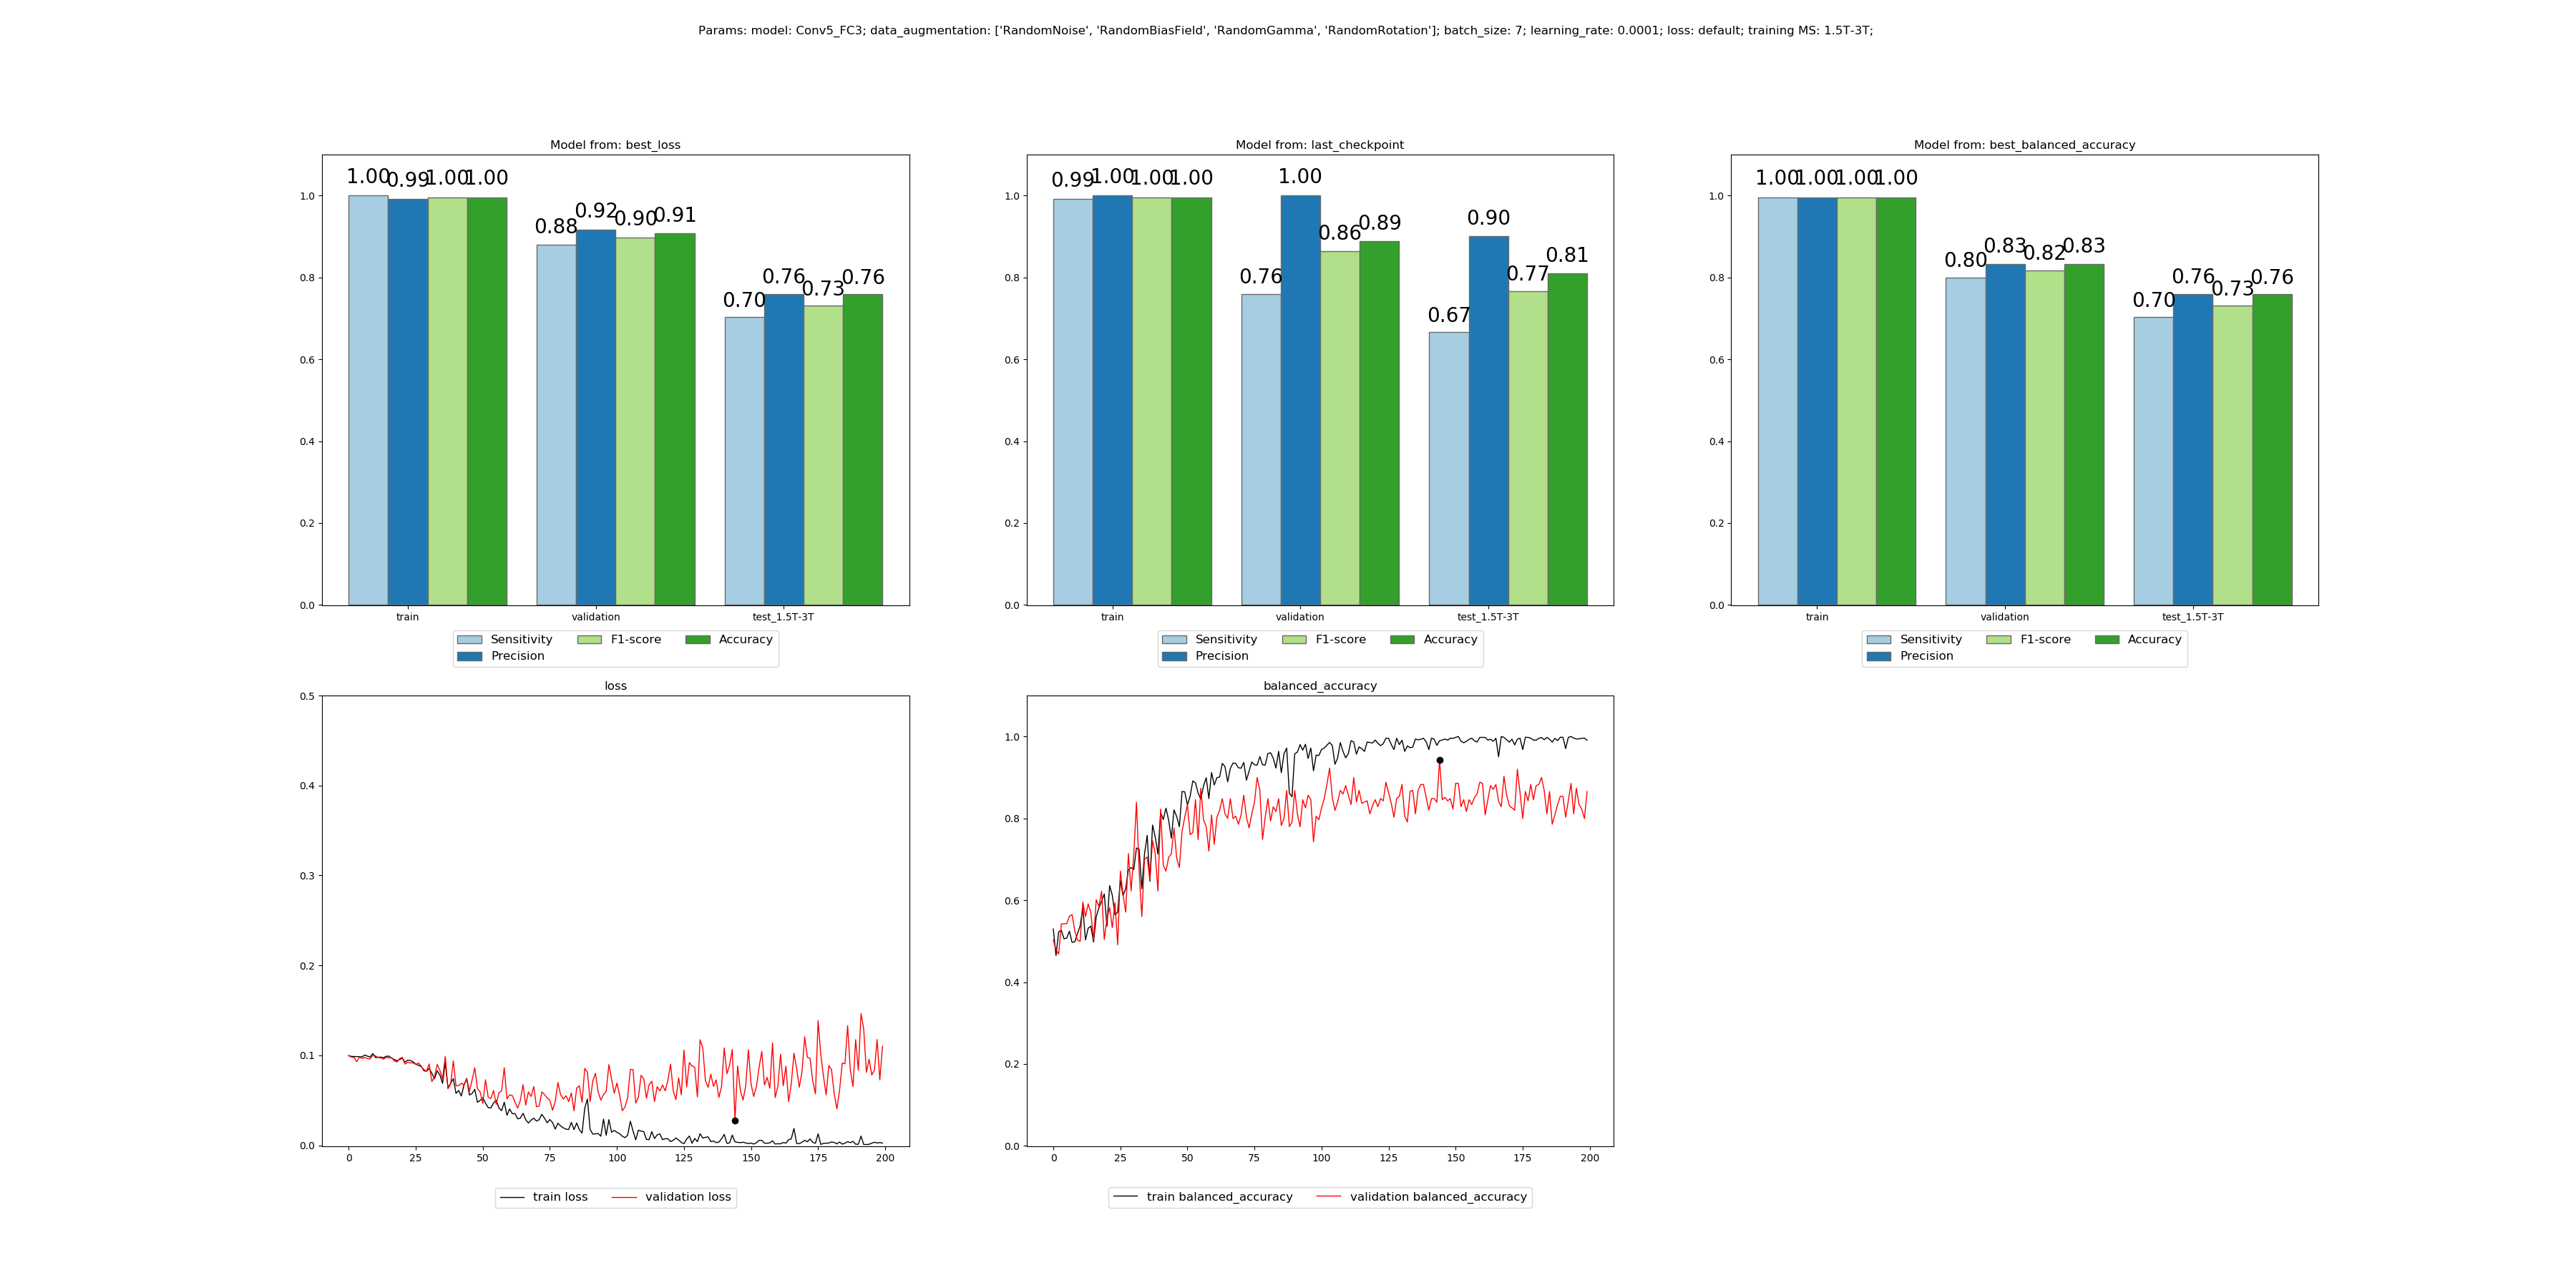 Params: model: Conv5_FC3; data_augmentation: ['RandomNoise', 'RandomBiasField', 'RandomGamma', 'RandomRotation']; batch_size: 7; learning_rate: 0.0001; loss: default; training MS: 1.5T-3T;
Model from: best_loss
1.00 0.99 1.00 1.00
0.88 0.92 0.90 0.91
0.70 0.76 0.73 0.76
1.0
0.8
0.6
0.4
0.2
0.0
train validation test_1.5T-3T
Sensitivity F1-score Accuracy
Precision
Model from: last_checkpoint
0.99 1.00 1.00 1.00
0.76 1.00 0.86 0.89
0.67 0.90 0.77 0.81
1.0
0.8
0.6
0.4
0.2
0.0
train validation test_1.5T-3T
Sensitivity F1-score Accuracy
Precision
Model from: best_balanced_accuracy
1.00 1.00 1.00 1.00
0.80 0.83 0.82 0.83
0.70 0.76 0.73 0.76
1.0
0.8
0.6
0.4
0.2
0.0
train validation test_1.5T-3T
Sensitivity F1-score Accuracy
Precision
loss
0.5
0.4
0.3
0.2
0.1
0.0
0 25 50 75 100 125 150 175 200
train loss validation loss
balanced_accuracy
1.0
0.8
0.6
0.4
0.2
0.0
0 25 50 75 100 125 150 175 200
train balanced_accuracy validation balanced_accuracy